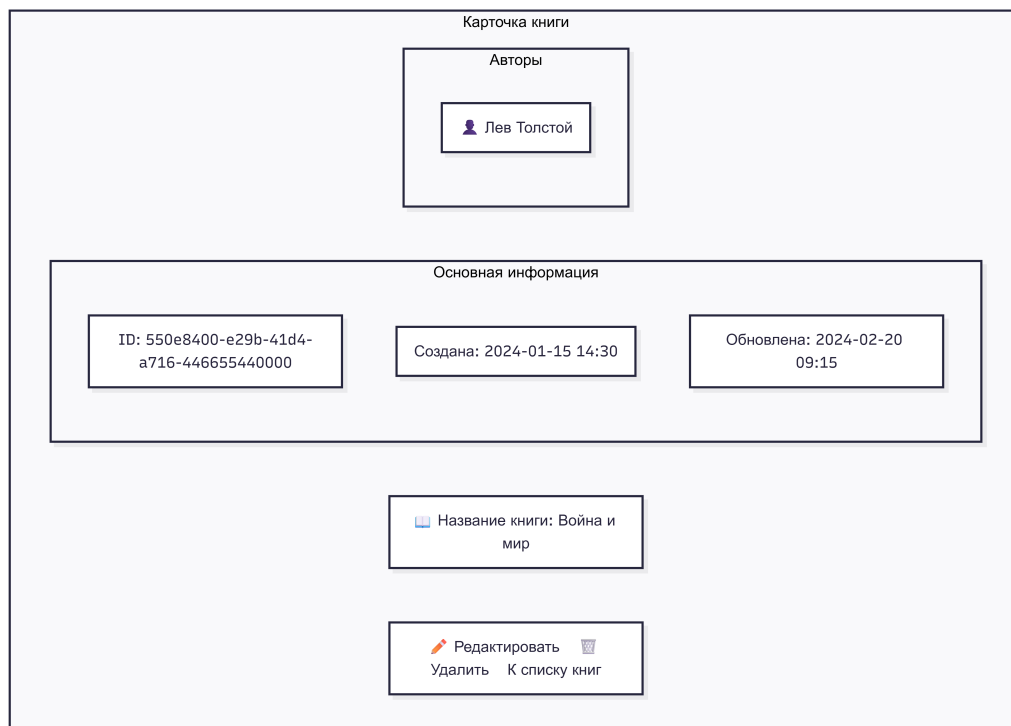 Карточка книги
Авторы
👤 Лев Толстой
Основная информация
ID: 550e8400-e29b-41d4-
a716-446655440000
Создана: 2024-01-15 14:30
Обновлена: 2024-02-20
09:15
📖 Название книги: Война и
мир
✏️ Редактировать 🗑️
Удалить К списку книг